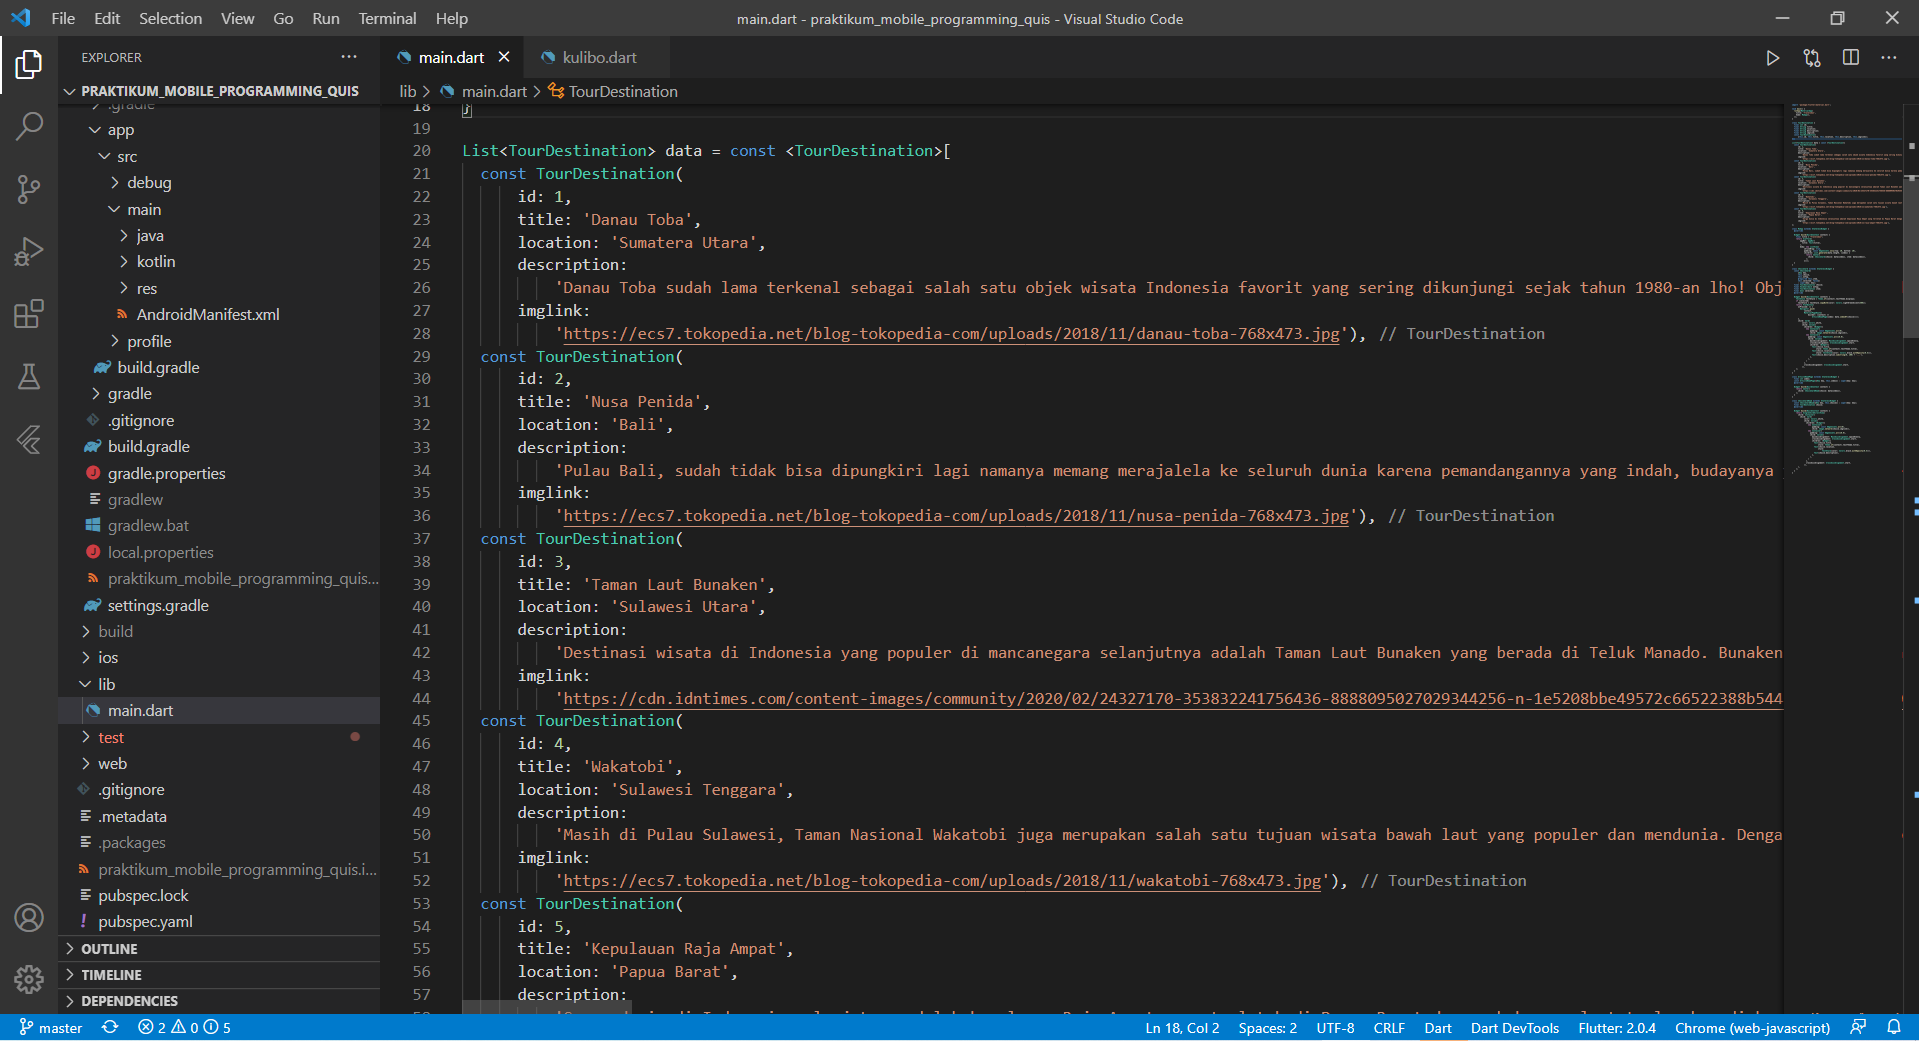 File Edit Selection View Go Run Terminal Help
main.dart - praktikum_mobile_programming_quis - Visual Studio Code
EXPLORER
PRAKTIKUM_MOBILE_PROGRAMMING_QUIS
.gradle
app
src
debug
main
java
kotlin
res
AndroidManifest.xml
profile
build.gradle
gradle
.gitignore
build.gradle
gradle.properties
gradlew
gradlew.bat
local.properties
praktikum_mobile_programming_quis...
settings.gradle
build
ios
lib
main.dart
test
web
.gitignore
.metadata
.packages
praktikum_mobile_programming_quis.i...
pubspec.lock
pubspec.yaml
OUTLINE
TIMELINE
DEPENDENCIES
main.dart kulibo.dart
lib > main.dart > TourDestination
18 }
19
20 List<TourDestination> data = const <TourDestination>[
21 const TourDestination(
22 id: 1,
23 title: 'Danau Toba',
24 location: 'Sumatera Utara',
25 description:
26 'Danau Toba sudah lama terkenal sebagai salah satu objek wisata Indonesia favorit yang sering dikunjungi sejak tahun 1980-an lho! Obj
27 imglink:
28 'https://ecs7.tokopedia.net/blog-tokopedia-com/uploads/2018/11/danau-toba-768x473.jpg'), // TourDestination
29 const TourDestination(
30 id: 2,
31 title: 'Nusa Penida',
32 location: 'Bali',
33 description:
34 'Pulau Bali, sudah tidak bisa dipungkiri lagi namanya memang merajalela ke seluruh dunia karena pemandangannya yang indah, budayanya
35 imglink:
36 'https://ecs7.tokopedia.net/blog-tokopedia-com/uploads/2018/11/nusa-penida-768x473.jpg'), // TourDestination
37 const TourDestination(
38 id: 3,
39 title: 'Taman Laut Bunaken',
40 location: 'Sulawesi Utara',
41 description:
42 'Destinasi wisata di Indonesia yang populer di mancanegara selanjutnya adalah Taman Laut Bunaken yang berada di Teluk Manado. Bunaken
43 imglink:
44 'https://cdn.idntimes.com/content-images/community/2020/02/24327170-353832241756436-8888095027029344256-n-1e5208bbe49572c66522388b544
45 const TourDestination(
46 id: 4,
47 title: 'Wakatobi',
48 location: 'Sulawesi Tenggara',
49 description:
50 'Masih di Pulau Sulawesi, Taman Nasional Wakatobi juga merupakan salah satu tujuan wisata bawah laut yang populer dan mendunia. Denga
51 imglink:
52 'https://ecs7.tokopedia.net/blog-tokopedia-com/uploads/2018/11/wakatobi-768x473.jpg'), // TourDestination
53 const TourDestination(
54 id: 5,
55 title: 'Kepulauan Raja Ampat',
56 location: 'Papua Barat',
57 description:
master 2 0 5 Ln 18, Col 2 Spaces: 2 UTF-8 CRLF Dart Dart DevTools Flutter: 2.0.4 Chrome (web-javascript)